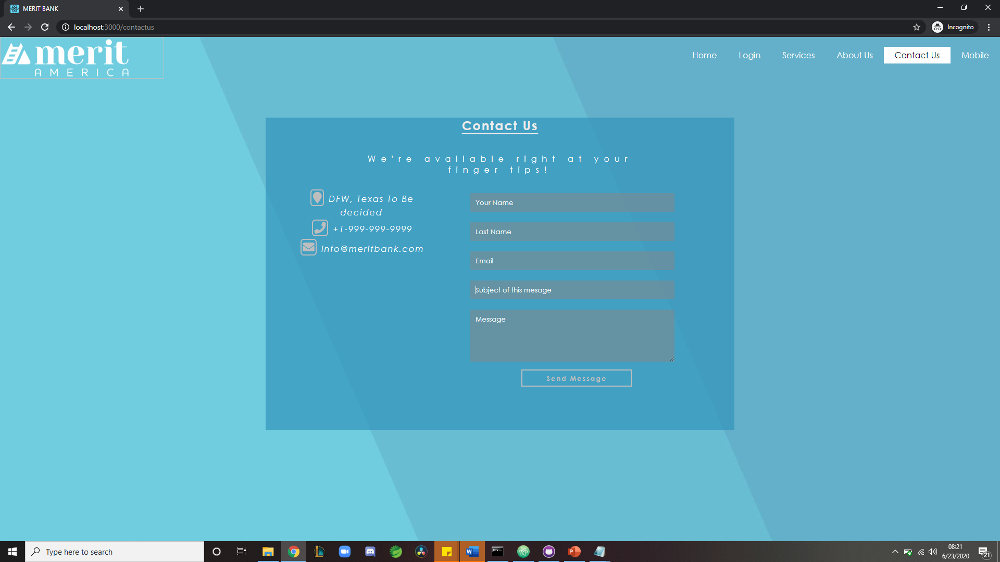 MERIT BANK
localhost:3000/contactus
Incognito
merit
AMERICA
Home
Login
Services
About Us
Contact Us
Mobile
Contact Us
We're available right at your
finger tips!
DFW, Texas To Be
decided
+1-999-999-9999
info@meritbank.com
Your Name
Last Name
Email
Subject of this mesage
Message
Send Message
Type here to search
08:21
6/23/2020
21